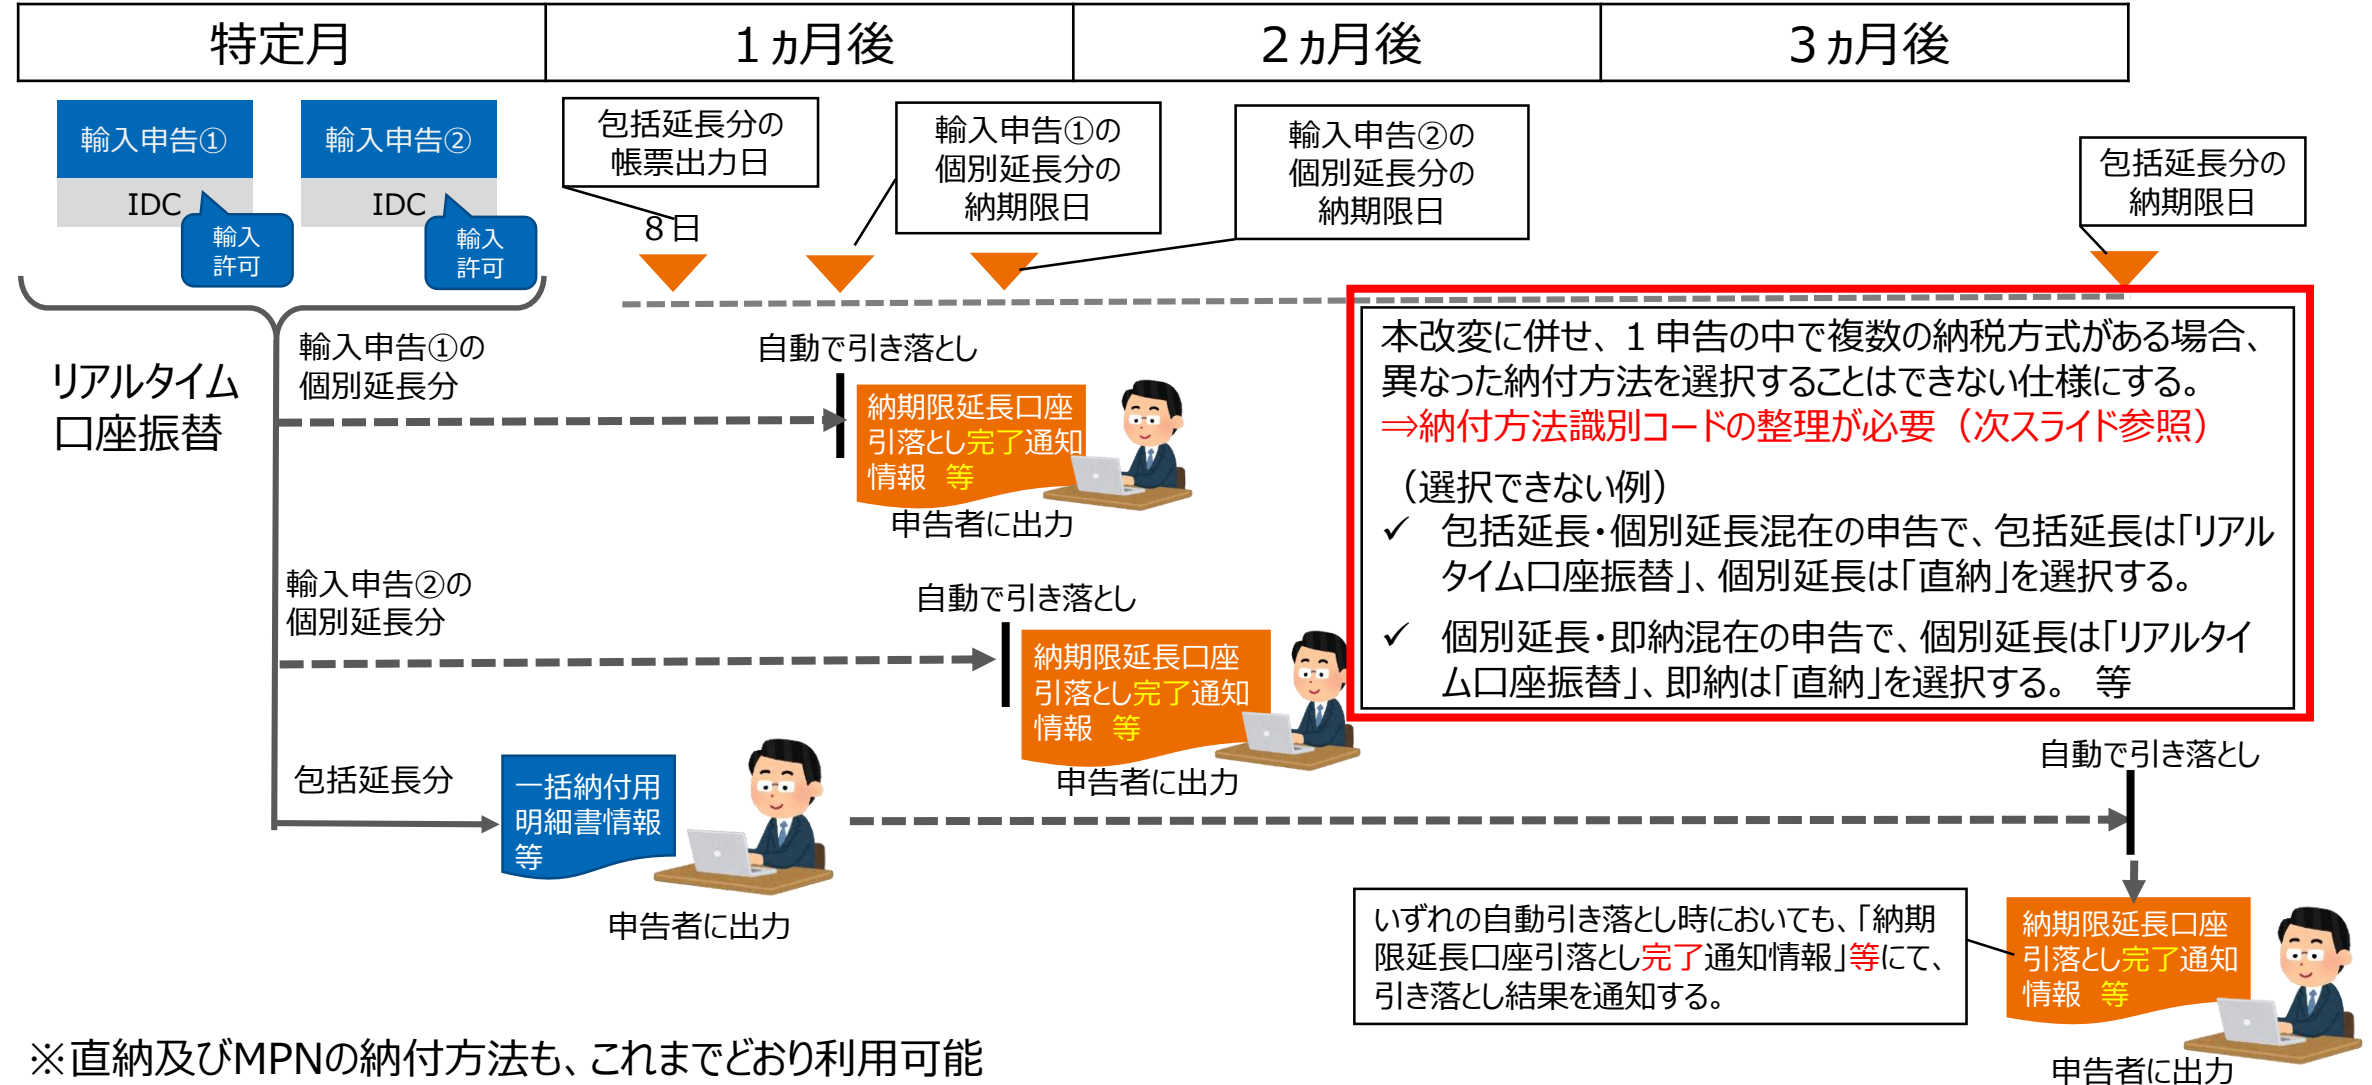 特定月
1ヵ月後
2ヵ月後
3ヵ月後
輸入申告①
IDC
輸入
許可
輸入申告②
IDC
輸入
許可
包括延長分の
帳票出力日
8日
輸入申告①の
個別延長分の
納期限日
輸入申告②の
個別延長分の
納期限日
包括延長分の
納期限日
リアルタイム
口座振替
輸入申告①の
個別延長分
自動で引き落とし
納期限延長口座
引落とし完了通知
情報 等
申告者に出力
本改変に併せ、1申告の中で複数の納税方式がある場合、
異なった納付方法を選択することはできない仕様にする。
⇒納付方法識別コードの整理が必要（次スライド参照）
（選択できない例）
✓ 包括延長・個別延長混在の申告で、包括延長は「リアル
タイム口座振替」、個別延長は「直納」を選択する。
✓ 個別延長・即納混在の申告で、個別延長は「リアルタイ
ム口座振替」、即納は「直納」を選択する。 等
輸入申告②の
個別延長分
自動で引き落とし
納期限延長口座
引落とし完了通知
情報 等
申告者に出力
包括延長分
一括納付用
明細書情報
等
申告者に出力
自動で引き落とし
いずれの自動引き落とし時においても、「納期
限延長口座引落とし完了通知情報」等にて、
引き落とし結果を通知する。
納期限延長口座
引落とし完了通知
情報 等
申告者に出力
※直納及びMPNの納付方法も、これまでどおり利用可能